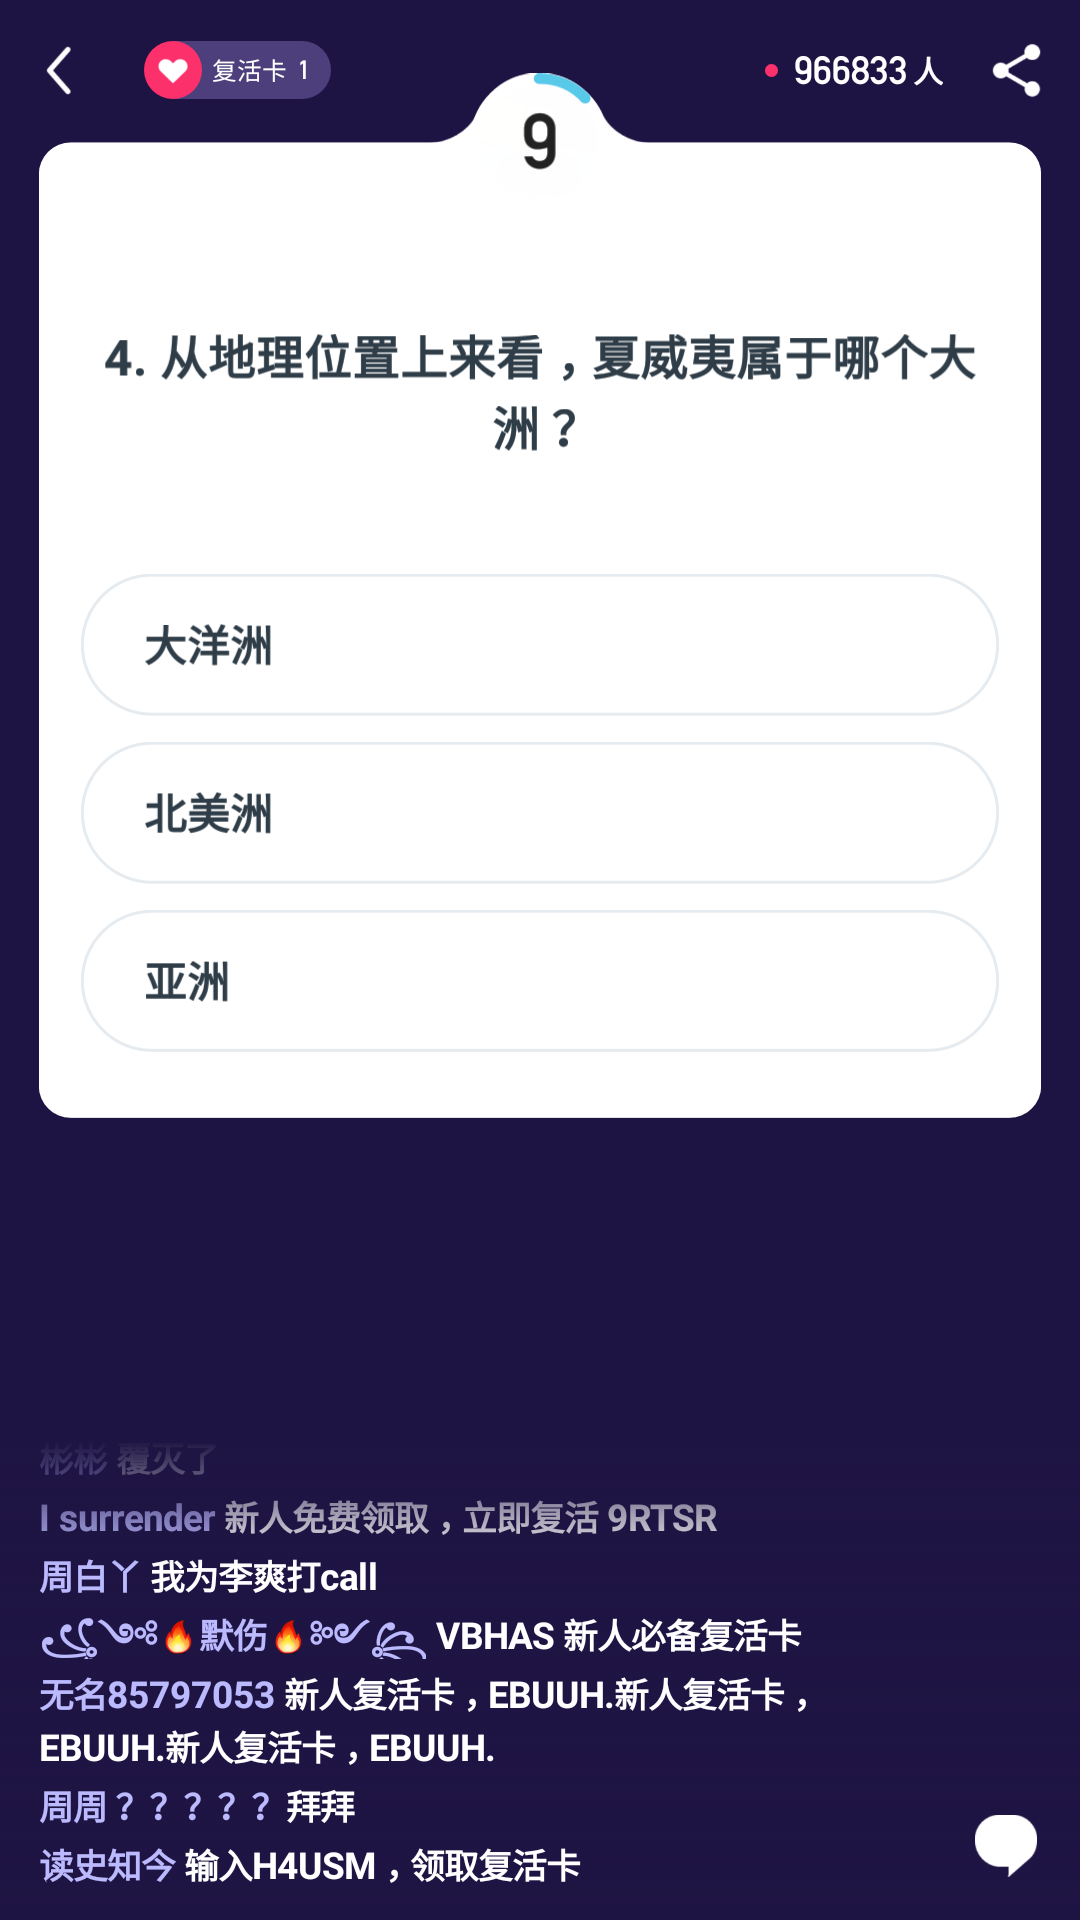 复活卡 1
966833 人
9
4. 从地理位置上来看，夏威夷属于哪个大
洲？
大洋洲
北美洲
亚洲
彬彬 覆灭了
I surrender 新人免费领取，立即复活 9RTSR
周白丫 我为李爽打call
꧁༺🔥默伤🔥༻꧂ VBHAS 新人必备复活卡
无名85797053 新人复活卡，EBUUH.新人复活卡，
EBUUH.新人复活卡，EBUUH.
周周？？？？？ 拜拜
读史知今 输入H4USM，领取复活卡